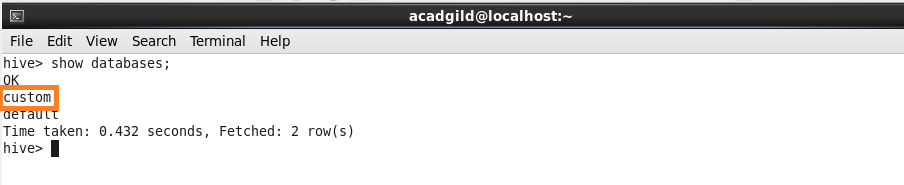 acadgild@localhost:~
File Edit View Search Terminal Help
hive> show databases;
OK
custom
default
Time taken: 0.432 seconds, Fetched: 2 row(s)
hive>